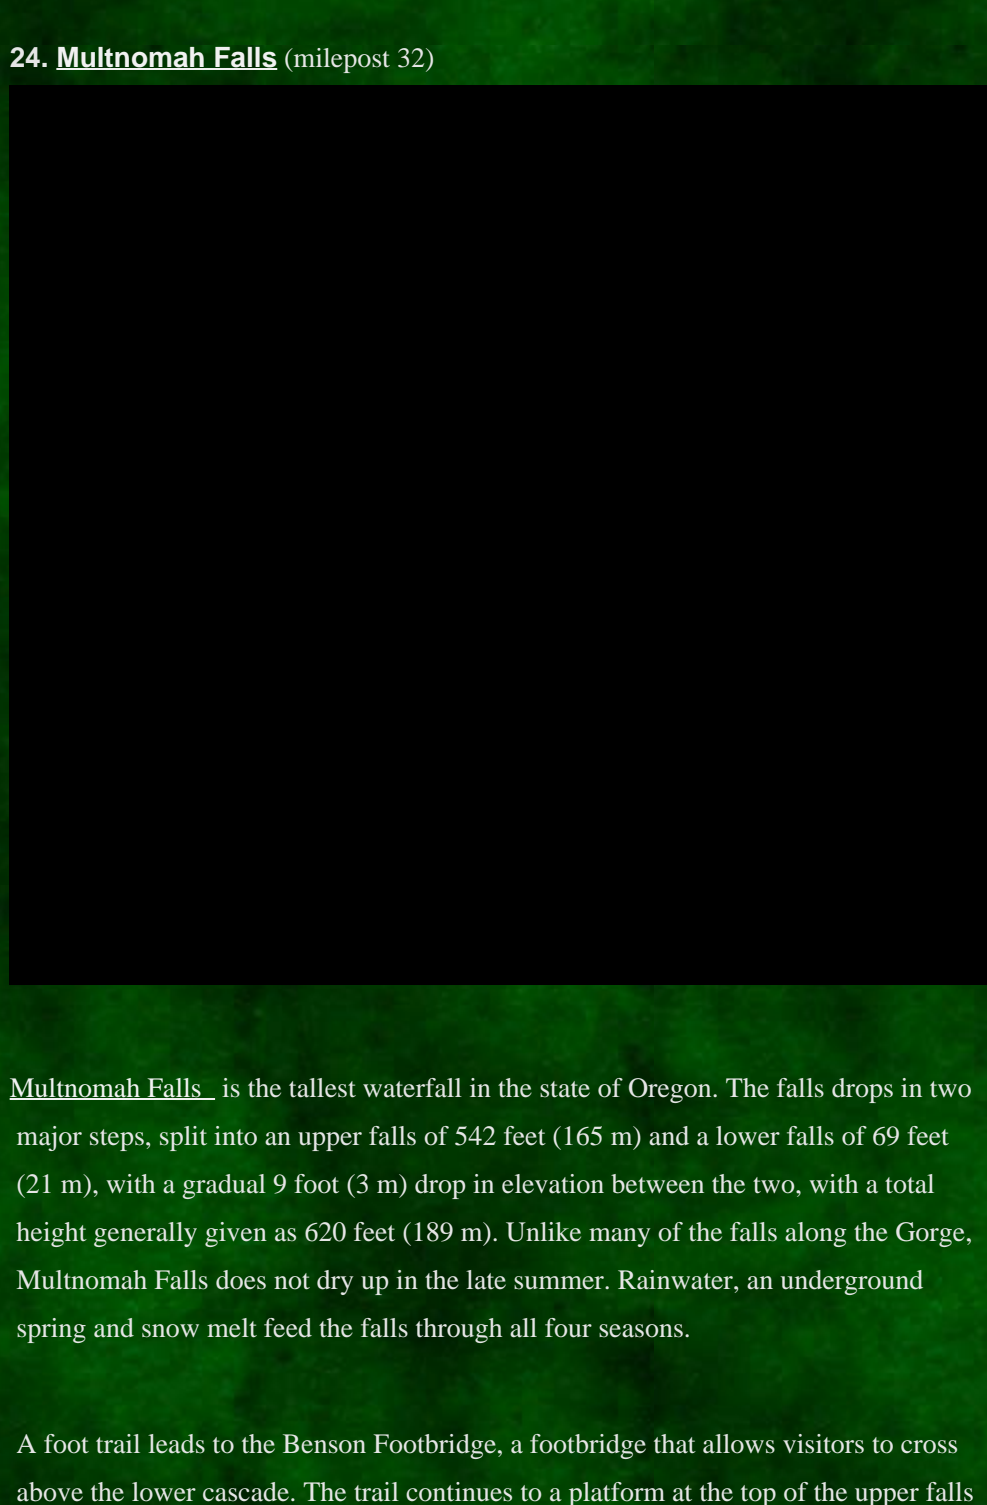 24. Multnomah Falls (milepost 32)
Multnomah Falls is the tallest waterfall in the state of Oregon. The falls drops in two
major steps, split into an upper falls of 542 feet (165 m) and a lower falls of 69 feet
(21 m), with a gradual 9 foot (3 m) drop in elevation between the two, with a total
height generally given as 620 feet (189 m). Unlike many of the falls along the Gorge,
Multnomah Falls does not dry up in the late summer. Rainwater, an underground
spring and snow melt feed the falls through all four seasons.
A foot trail leads to the Benson Footbridge, a footbridge that allows visitors to cross
above the lower cascade. The trail continues to a platform at the top of the upper falls